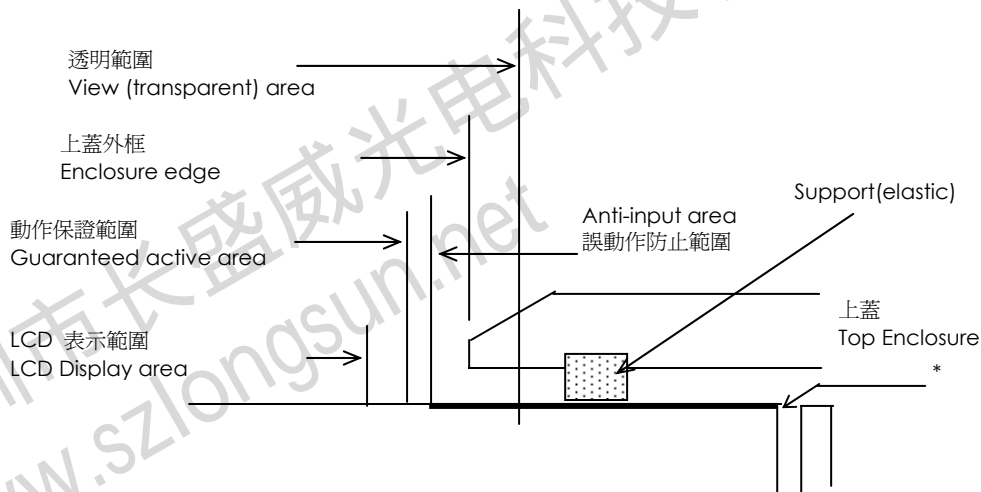 透明範圍
View (transparent) area
上蓋外框
Enclosure edge
動作保證範圍
Guaranteed active area
LCD 表示範圍
LCD Display area
Anti-input area
誤動作防止範圍
Support(elastic)
上蓋
Top Enclosure
*
市长盛威光电科技
www.szlongsun.net